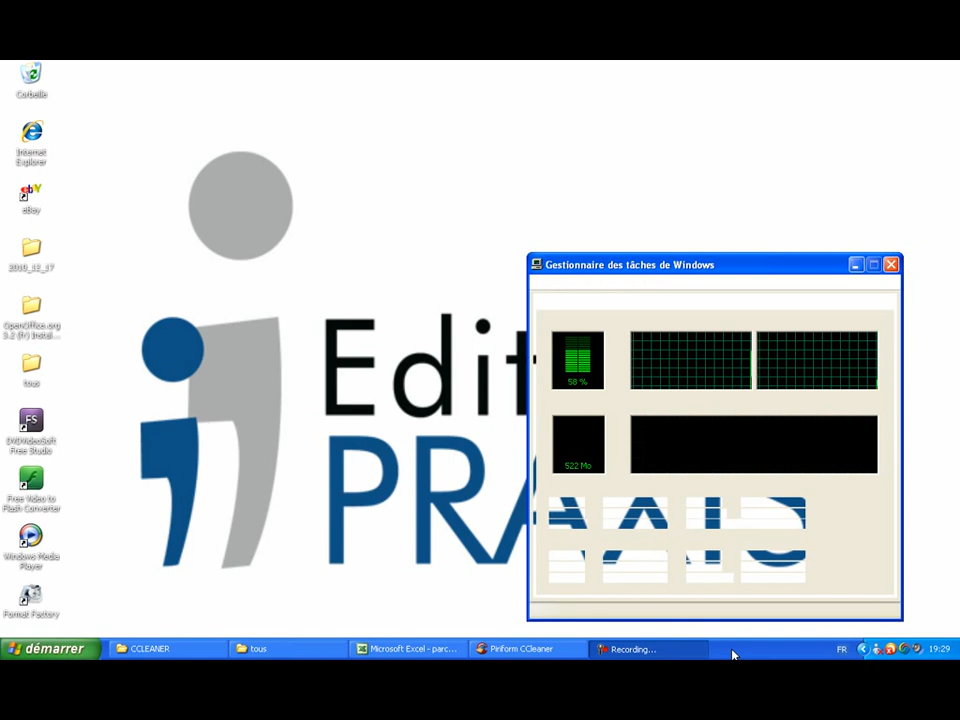 Corbeille
Internet
Explorer
eBay
2010_12_17
OpenOffice.org
3.2 (fr) Instal...
tous
DVDVideoSoft
Free Studio
Free Video to
Flash Converter
Windows Media
Player
Format Factory
Edit
PRAXIS
Gestionnaire des tâches de Windows
58 %
522 Mo
démarrer
CCLEANER
tous
Microsoft Excel - parc...
Piriform CCleaner
Recording...
FR
19:29